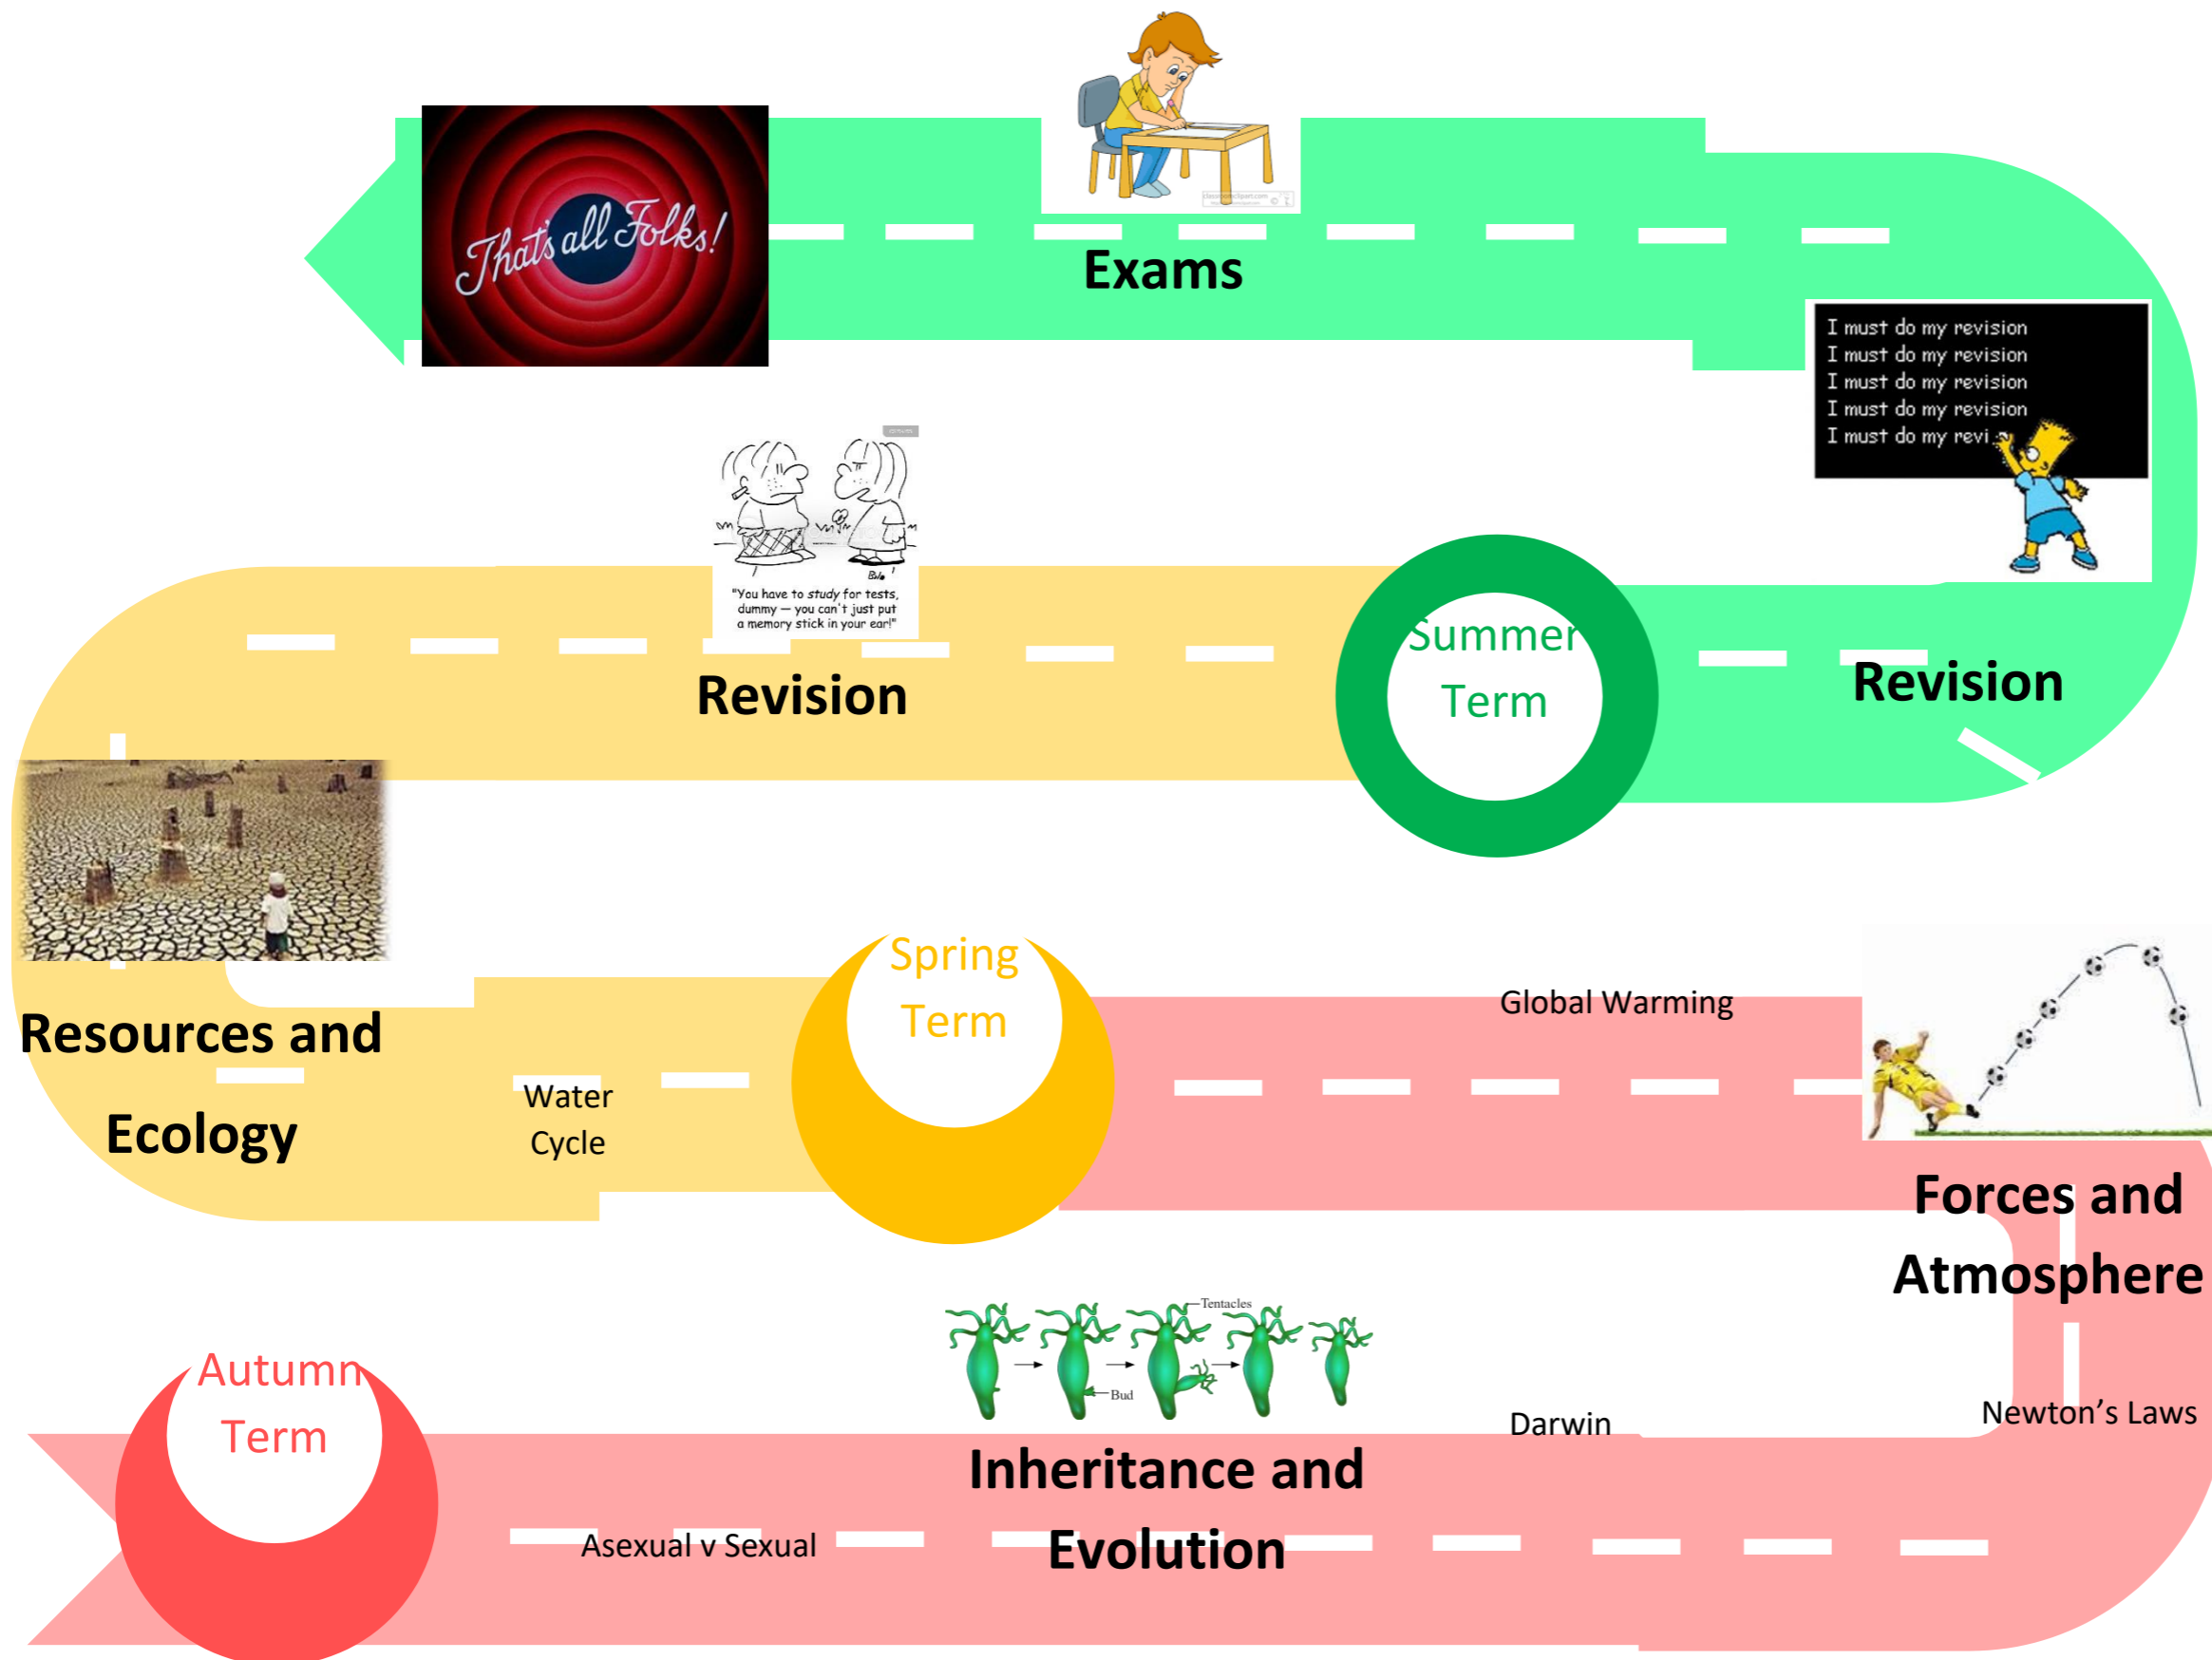 That's all Folks!
Exams
I must do my revision
I must do my revision
I must do my revision
I must do my revision
I must do my revi
"You have to study for tests,
dummy — you can't just put
a memory stick in your ear!"
Revision
Summer
Term
Revision
Resources and
Ecology
Water
Cycle
Spring
Term
Global Warming
Forces and
Atmosphere
Newton's Laws
Autumn
Term
Tentacles
Bud
Inheritance and
Evolution
Darwin
Asexual v Sexual